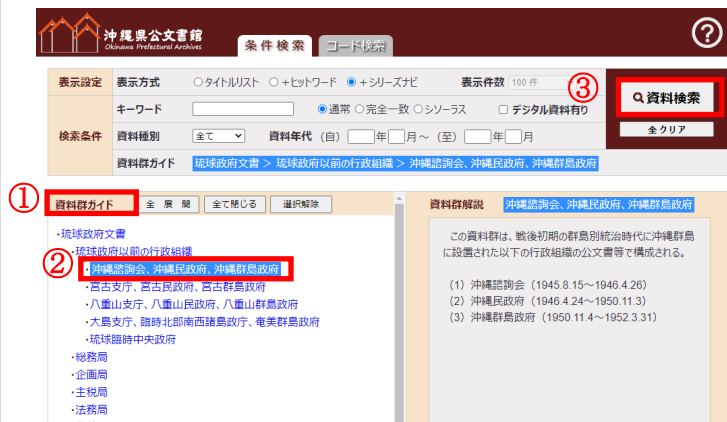 沖縄県公文書館
Okinawa Prefectural Archives
条件検索 コード検索
?
表示設定 表示方式 タイトルリスト +ヒットワード +シリーズナビ 表示件数 100 件
③
資料検索
検索条件 キーワード 通常 完全一致 シソーラス デジタル資料有り
全クリア
資料種別 全て 資料年代 (自) 年 月~ (至) 年 月
資料群ガイド 琉球政府文書 > 琉球政府以前の行政組織 > 沖縄諮詢会、沖縄民政府、沖縄群島政府
①
資料群ガイド 全 展 開 全て閉じる 選択解除
・琉球政府文書
・琉球政府以前の行政組織
②
・沖縄諮詢会、沖縄民政府、沖縄群島政府
・宮古支庁、宮古民政府、宮古群島政府
・八重山支庁、八重山民政府、八重山群島政府
・大島支庁、臨時北部南西諸島政庁、奄美群島政府
・琉球臨時中央政府
・総務局
・企画局
・主税局
・法務局
資料群解説 沖縄諮詢会、沖縄民政府、沖縄群島政府
この資料群は、戦後初期の群島別統治時代に沖縄群島
に設置された以下の行政組織の公文書等で構成される。
(1) 沖縄諮詢会 (1945.8.15~1946.4.26)
(2) 沖縄民政府 (1946.4.24~1950.11.3)
(3) 沖縄群島政府 (1950.11.4~1952.3.31)